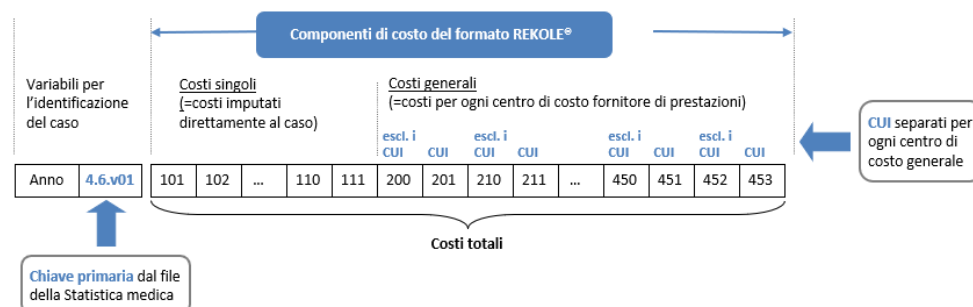 Componenti di costo del formato REKOLE®
Variabili per
l'identificazione
del caso
Costi singoli
(=costi imputati
direttamente al caso)
Costi generali
(=costi per ogni centro di costo fornitore di prestazioni)
escl. i CUI CUI escl. i CUI CUI escl. i CUI CUI escl. i CUI CUI
Anno 4.6.v01 101 102 ... 110 111 200 201 210 211 ... 450 451 452 453
CUI separati per
ogni centro di
costo generale
Costi totali
Chiave primaria dal file
della Statistica medica